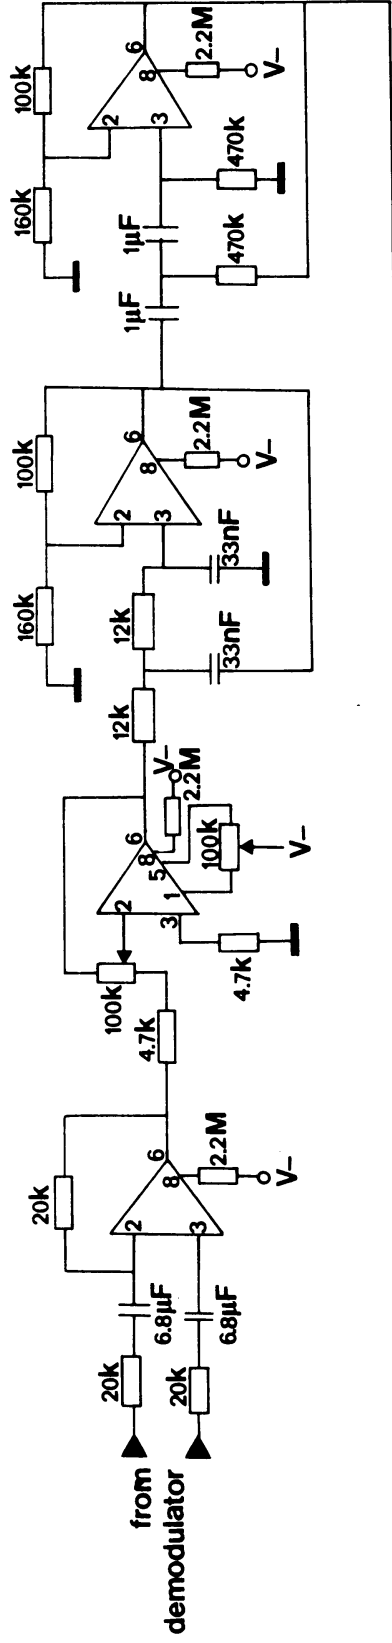 from
demodulator
20k
6.8µF
20k
6.8µF
20k
2
3
6
8
2.2M
V–
4.7k
100k
4.7k
2
3
1
5
8
6
V–
2.2M
100k
V–
12k
12k
33nF
33nF
160k
100k
2
3
6
8
2.2M
V–
1µF
1µF
470k
470k
160k
100k
2
3
6
8
2.2M
V–